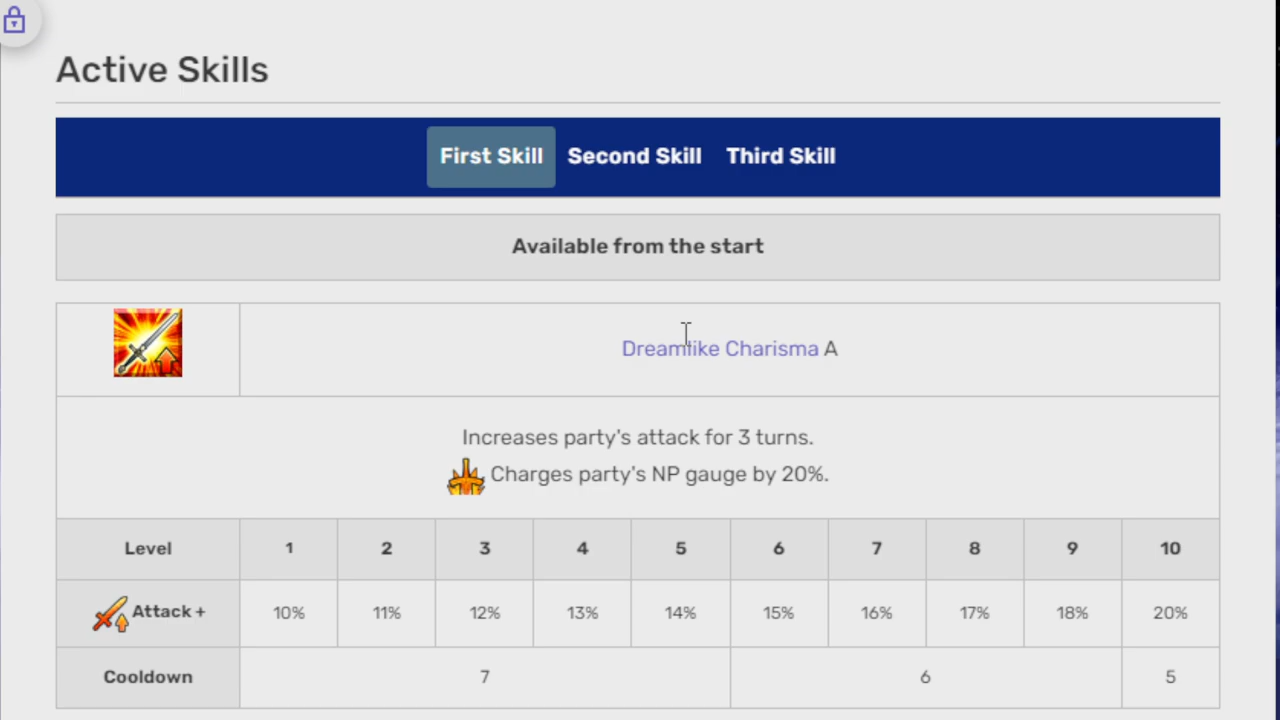 Active Skills
First Skill Second Skill Third Skill
Available from the start
Dreamlike Charisma A
Increases party's attack for 3 turns.
Charges party's NP gauge by 20%.
Level 1 2 3 4 5 6 7 8 9 10
Attack + 10% 11% 12% 13% 14% 15% 16% 17% 18% 20%
Cooldown 7 6 5